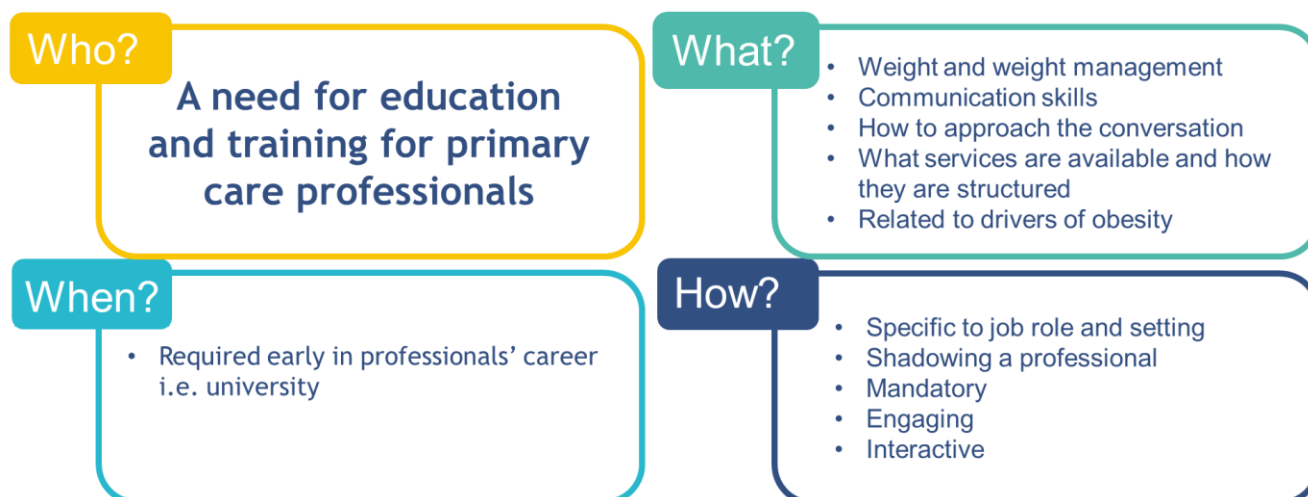 Who?
A need for education
and training for primary
care professionals
What?
• Weight and weight management
• Communication skills
• How to approach the conversation
• What services are available and how
they are structured
• Related to drivers of obesity
When?
• Required early in professionals’ career
i.e. university
How?
• Specific to job role and setting
• Shadowing a professional
• Mandatory
• Engaging
• Interactive